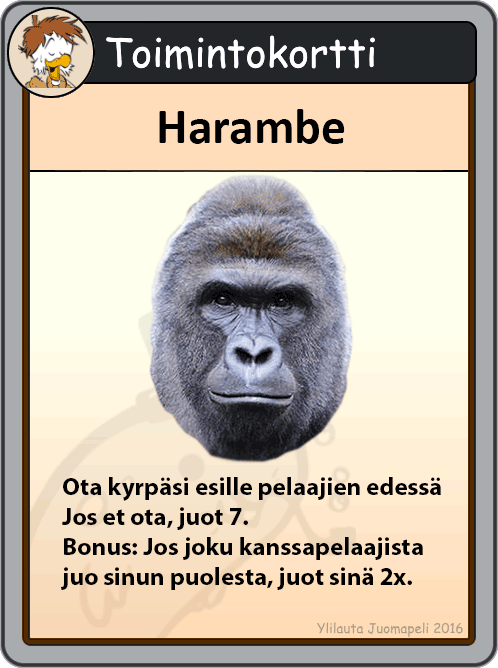 Toimintokortti
Harambe
Ota kyrpäsi esille pelaajien edessä
Jos et ota, juot 7.
Bonus: Jos joku kanssapelaajista
juo sinun puolesta, juot sinä 2x.
Ylilauta Juomapeli 2016